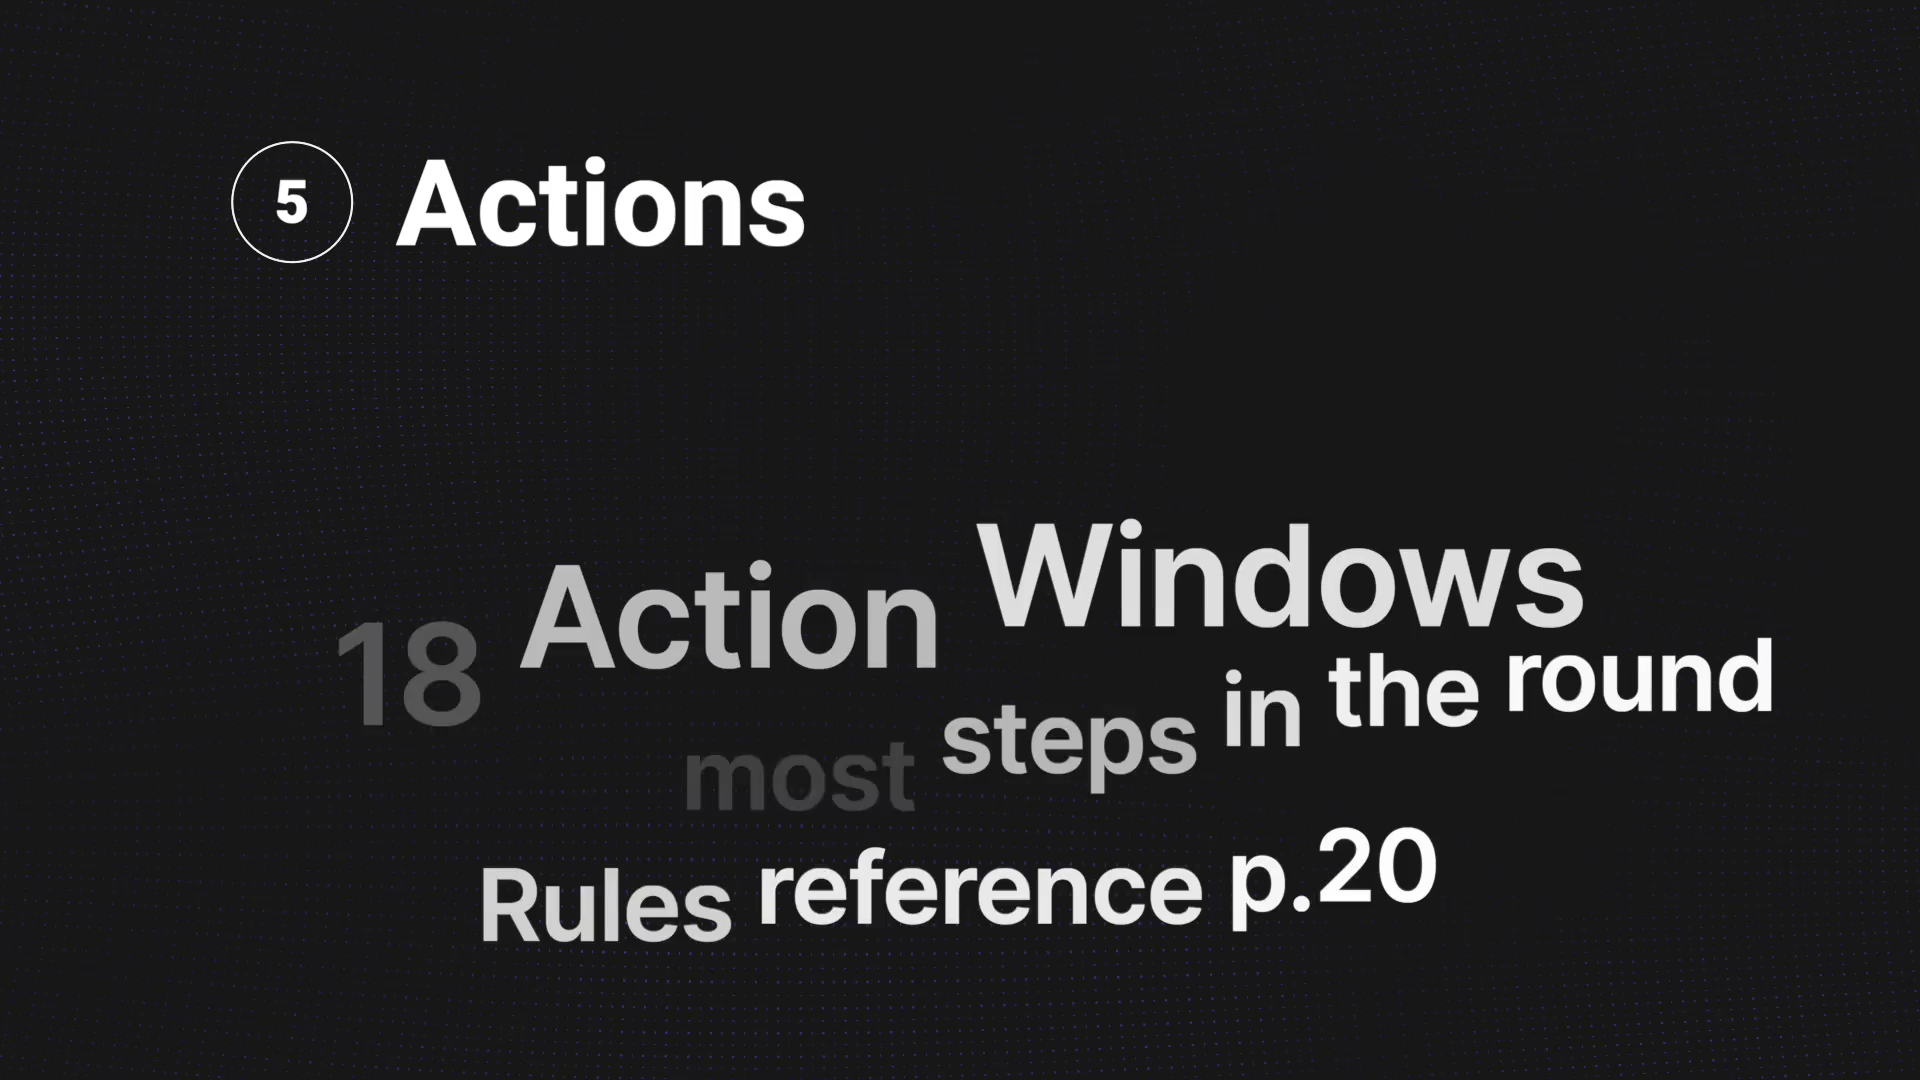 5 Actions
18 Action Windows
most steps in the round
Rules reference p.20